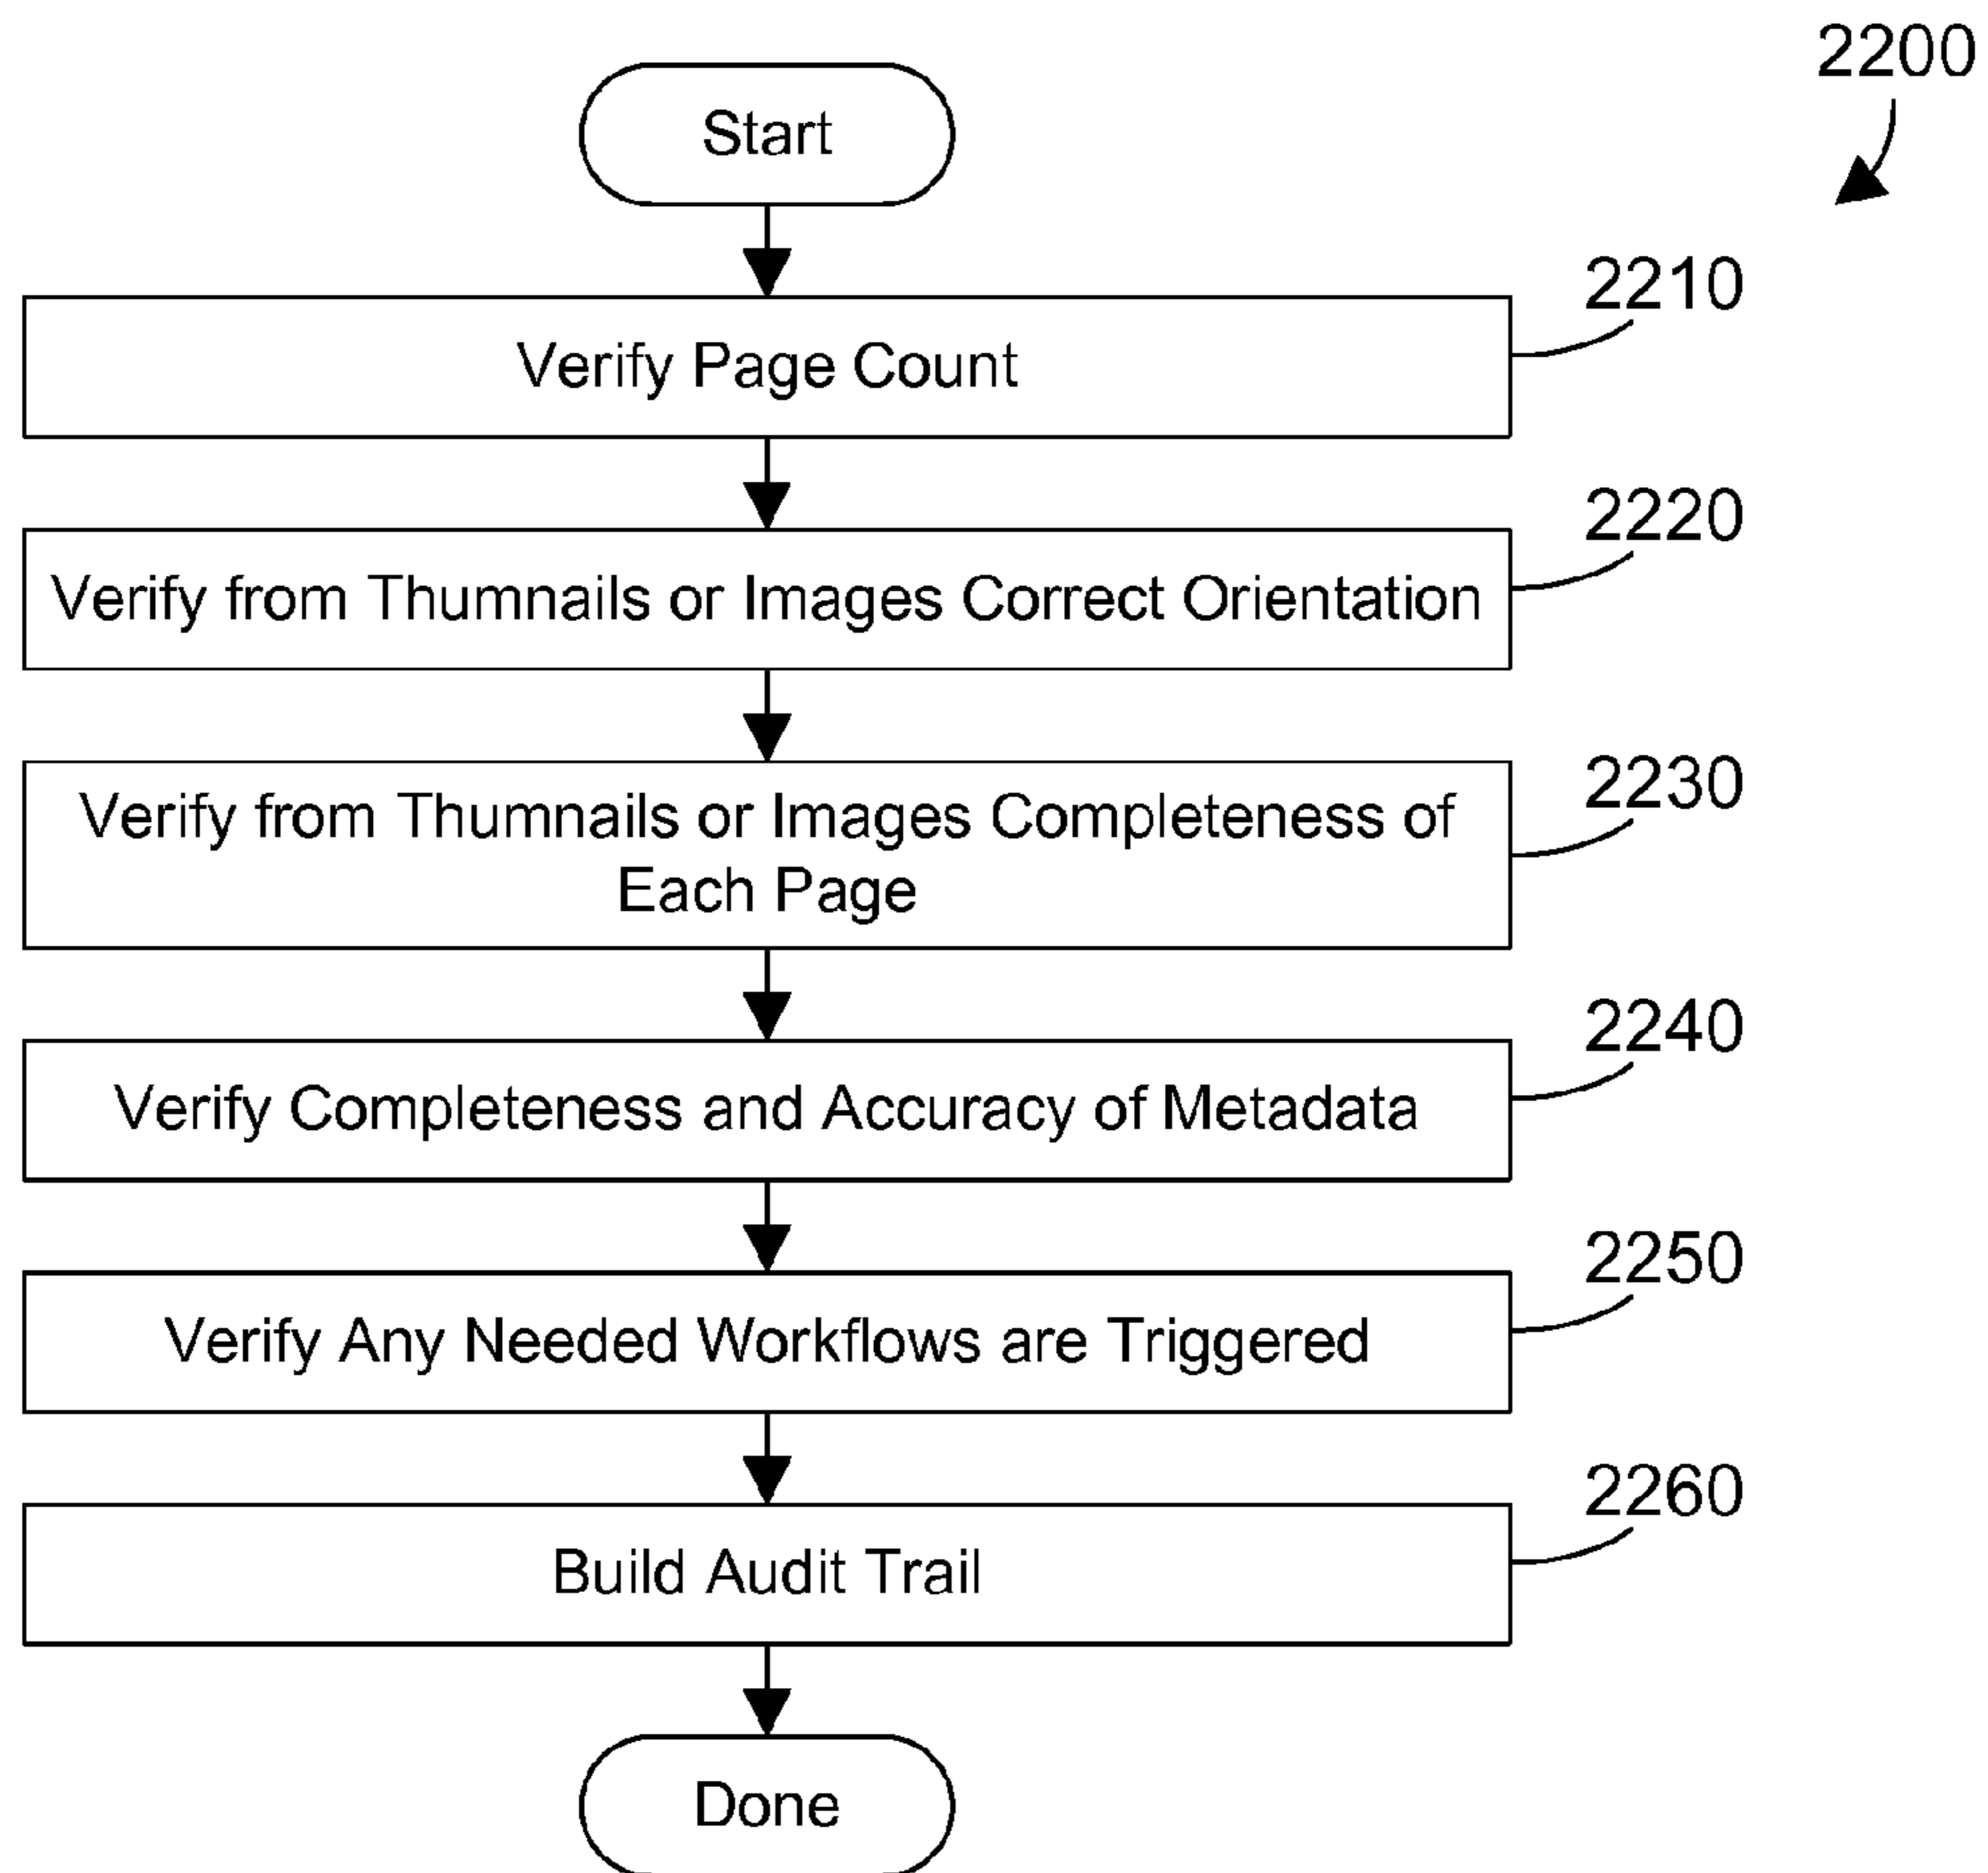 2200
Start
2210
Verify Page Count
2220
Verify from Thumnails or Images Correct Orientation
2230
Verify from Thumnails or Images Completeness of
Each Page
2240
Verify Completeness and Accuracy of Metadata
2250
Verify Any Needed Workflows are Triggered
2260
Build Audit Trail
Done